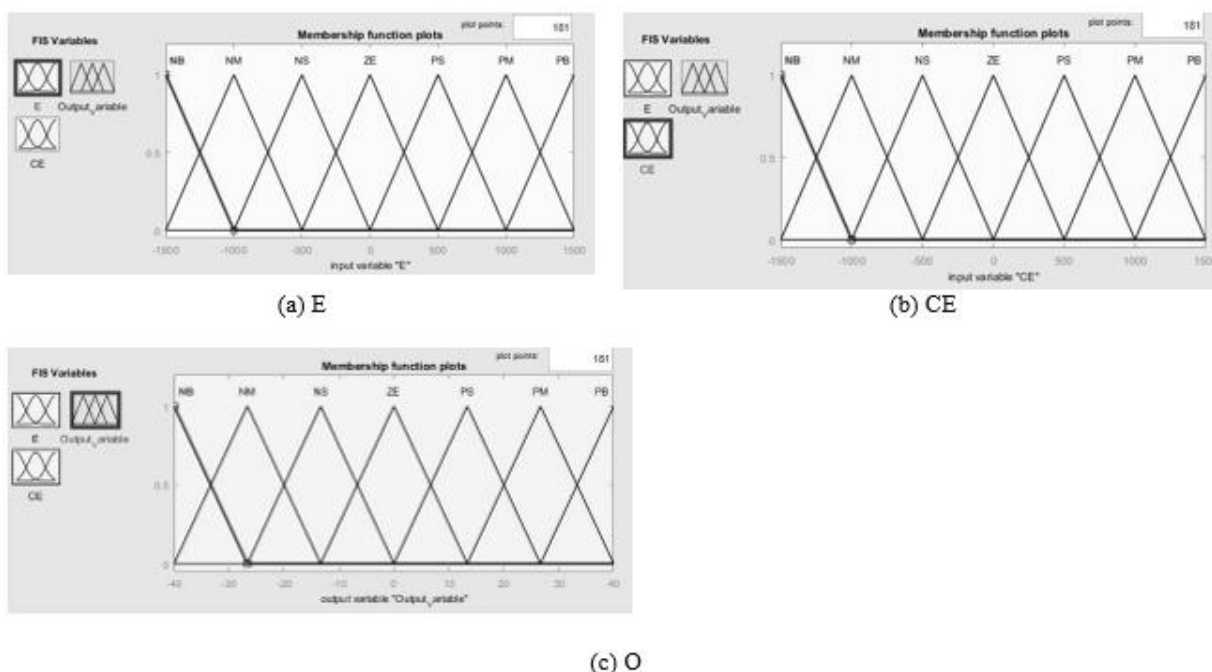 plot points: 181
FIS Variables
Membership function plots
NB NM NS ZE PS PM PB
E Output_variable
CE
1
0.5
0
-1500 -1000 -500 0 500 1000 1500
input variable "E"
(a) E
plot points: 181
FIS Variables
Membership function plots
NB NM NS ZE PS PM PB
E Output_variable
CE
1
0.5
0
-1500 -1000 -500 0 500 1000 150
input variable "CE"
(b) CE
plot points: 181
FIS Variables
Membership function plots
NB NM NS ZE PS PM PB
E Output_variable
CE
1
0.5
0
-40 -30 -20 -10 0 10 20 30 40
output variable "Output_variable"
(c) O